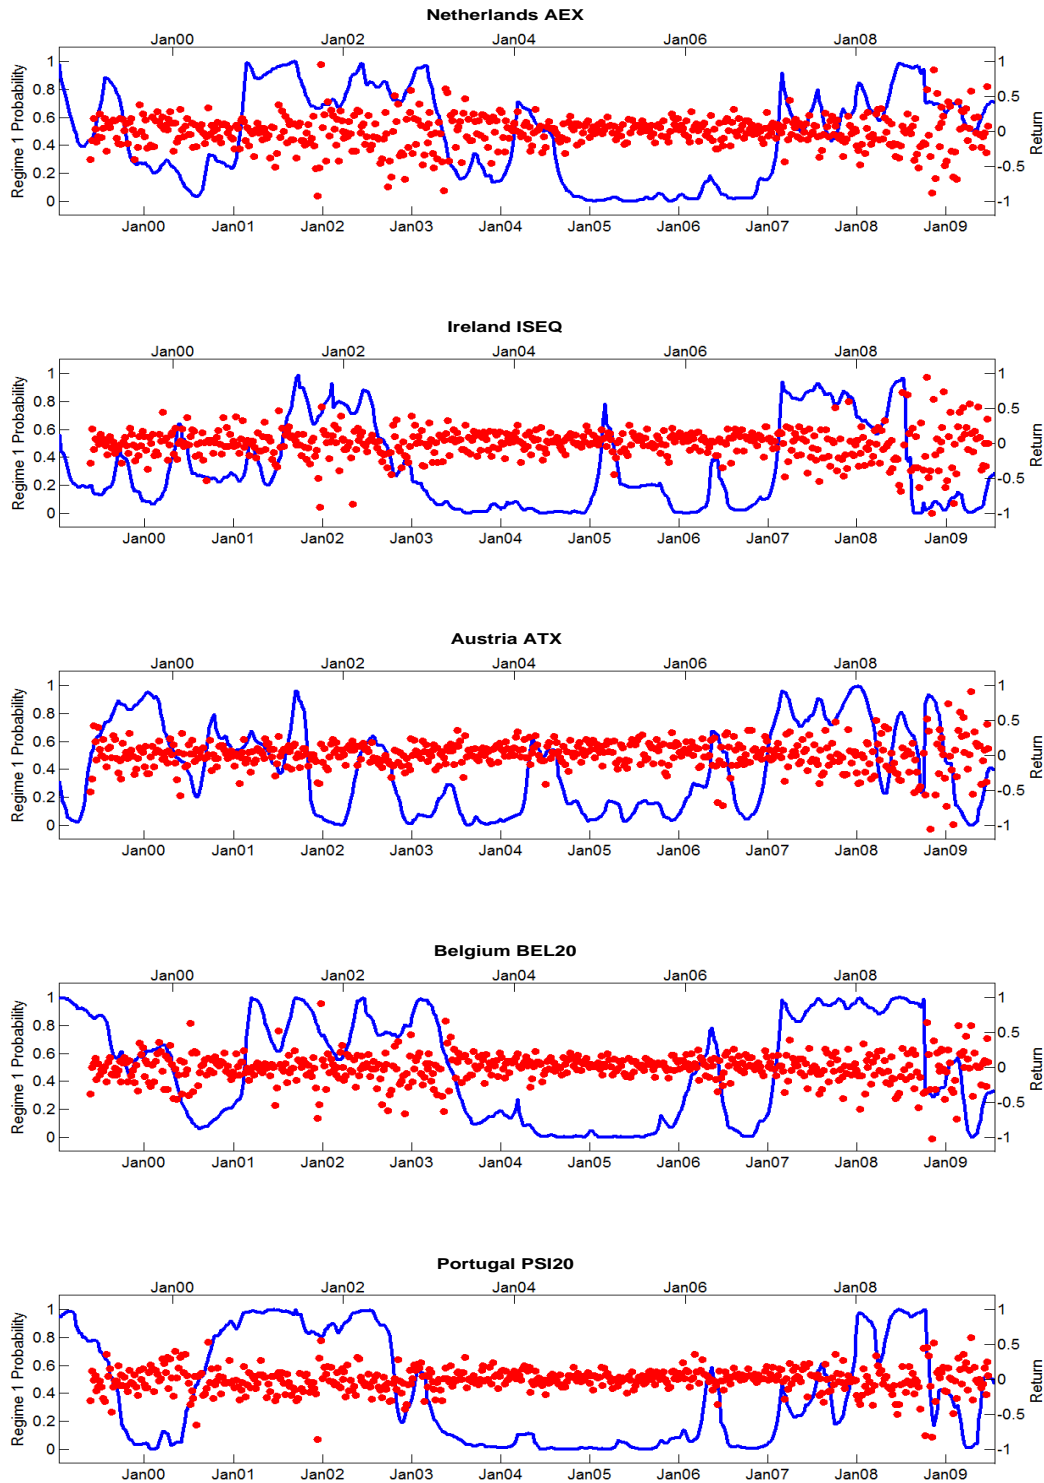 Netherlands AEX
Jan00 Jan02 Jan04 Jan06 Jan08
Regime 1 Probability
1 1
0.8 0.5
0.6 0
0.4 -0.5
0.2 -1
0
Return
Jan00 Jan01 Jan02 Jan03 Jan04 Jan05 Jan06 Jan07 Jan08 Jan09
Ireland ISEQ
Jan00 Jan02 Jan04 Jan06 Jan08
Regime 1 Probability
1 1
0.8 0.5
0.6 0
0.4 -0.5
0.2 -1
0
Return
Jan00 Jan01 Jan02 Jan03 Jan04 Jan05 Jan06 Jan07 Jan08 Jan09
Austria ATX
Jan00 Jan02 Jan04 Jan06 Jan08
Regime 1 Probability
1 1
0.8 0.5
0.6 0
0.4 -0.5
0.2 -1
0
Return
Jan00 Jan01 Jan02 Jan03 Jan04 Jan05 Jan06 Jan07 Jan08 Jan09
Belgium BEL20
Jan00 Jan02 Jan04 Jan06 Jan08
Regime 1 Probability
1 1
0.8 0.5
0.6 0
0.4 -0.5
0.2 -1
0
Return
Jan00 Jan01 Jan02 Jan03 Jan04 Jan05 Jan06 Jan07 Jan08 Jan09
Portugal PSI20
Jan00 Jan02 Jan04 Jan06 Jan08
Regime 1 Probability
1 1
0.8 0.5
0.6 0
0.4 -0.5
0.2 -1
0
Return
Jan00 Jan01 Jan02 Jan03 Jan04 Jan05 Jan06 Jan07 Jan08 Jan09